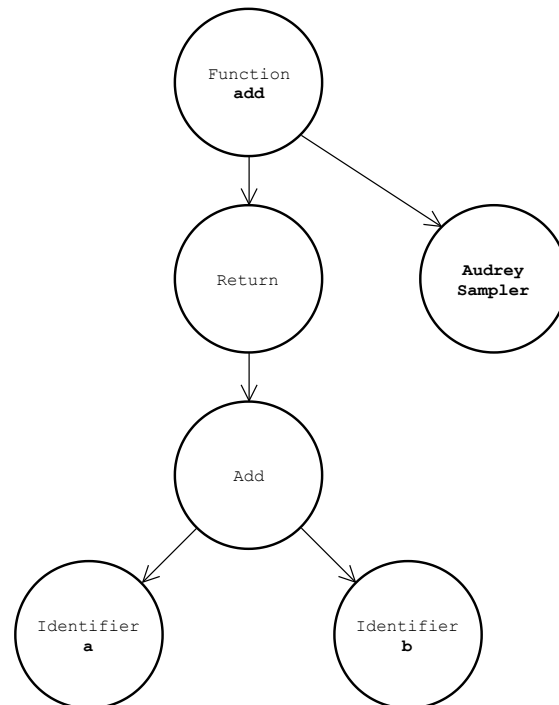 Function
add
Return
Audrey
Sampler
Add
Identifier
a
Identifier
b